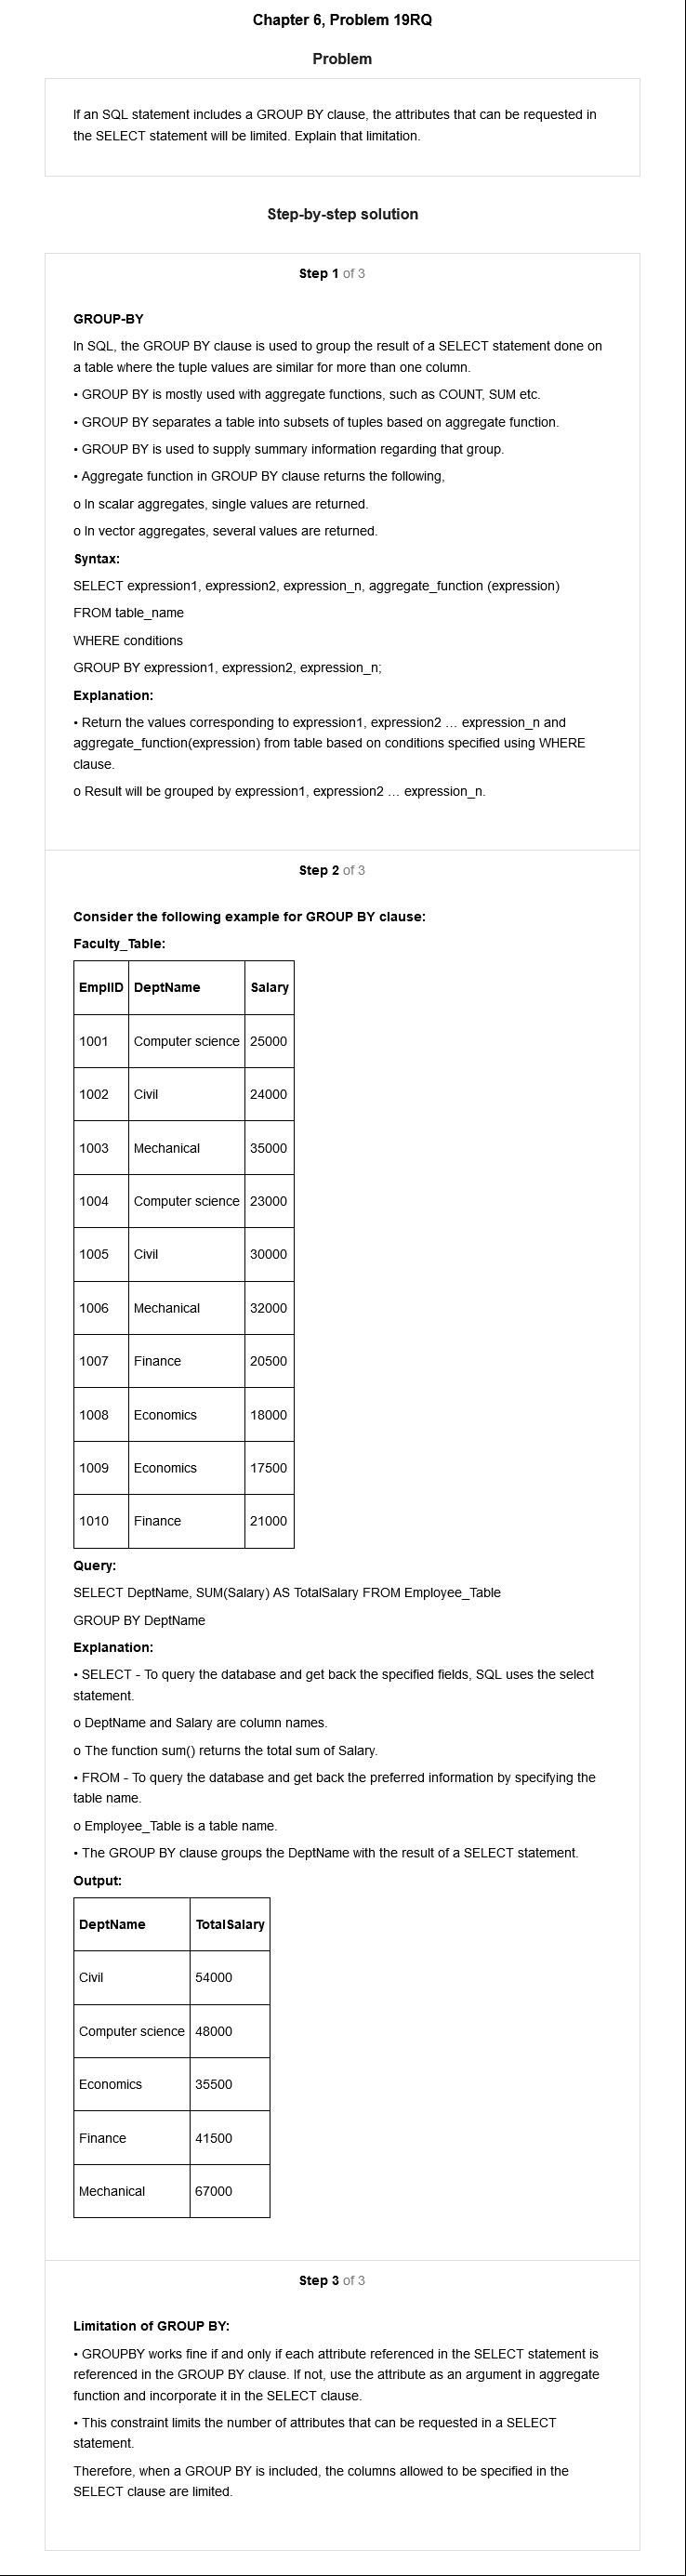 Chapter 6, Problem 19RQ
Problem
If an SQL statement includes a GROUP BY clause, the attributes that can be requested in
the SELECT statement will be limited. Explain that limitation.
Step-by-step solution
Step 1 of 3
GROUP-BY
In SQL, the GROUP BY clause is used to group the result of a SELECT statement done on
a table where the tuple values are similar for more than one column.
• GROUP BY is mostly used with aggregate functions, such as COUNT, SUM etc.
• GROUP BY separates a table into subsets of tuples based on aggregate function.
• GROUP BY is used to supply summary information regarding that group.
• Aggregate function in GROUP BY clause returns the following,
o In scalar aggregates, single values are returned.
o In vector aggregates, several values are returned.
Syntax:
SELECT expression1, expression2, expression_n, aggregate_function (expression)
FROM table_name
WHERE conditions
GROUP BY expression1, expression2, expression_n;
Explanation:
• Return the values corresponding to expression1, expression2 … expression_n and
aggregate_function(expression) from table based on conditions specified using WHERE
clause.
o Result will be grouped by expression1, expression2 … expression_n.
Step 2 of 3
Consider the following example for GROUP BY clause:
Faculty_Table:
EmplID DeptName Salary
1001 Computer science 25000
1002 Civil 24000
1003 Mechanical 35000
1004 Computer science 23000
1005 Civil 30000
1006 Mechanical 32000
1007 Finance 20500
1008 Economics 18000
1009 Economics 17500
1010 Finance 21000
Query:
SELECT DeptName, SUM(Salary) AS TotalSalary FROM Employee_Table
GROUP BY DeptName
Explanation:
• SELECT - To query the database and get back the specified fields, SQL uses the select
statement.
o DeptName and Salary are column names.
o The function sum() returns the total sum of Salary.
• FROM - To query the database and get back the preferred information by specifying the
table name.
o Employee_Table is a table name.
• The GROUP BY clause groups the DeptName with the result of a SELECT statement.
Output:
DeptName TotalSalary
Civil 54000
Computer science 48000
Economics 35500
Finance 41500
Mechanical 67000
Step 3 of 3
Limitation of GROUP BY:
• GROUPBY works fine if and only if each attribute referenced in the SELECT statement is
referenced in the GROUP BY clause. If not, use the attribute as an argument in aggregate
function and incorporate it in the SELECT clause.
• This constraint limits the number of attributes that can be requested in a SELECT
statement.
Therefore, when a GROUP BY is included, the columns allowed to be specified in the
SELECT clause are limited.